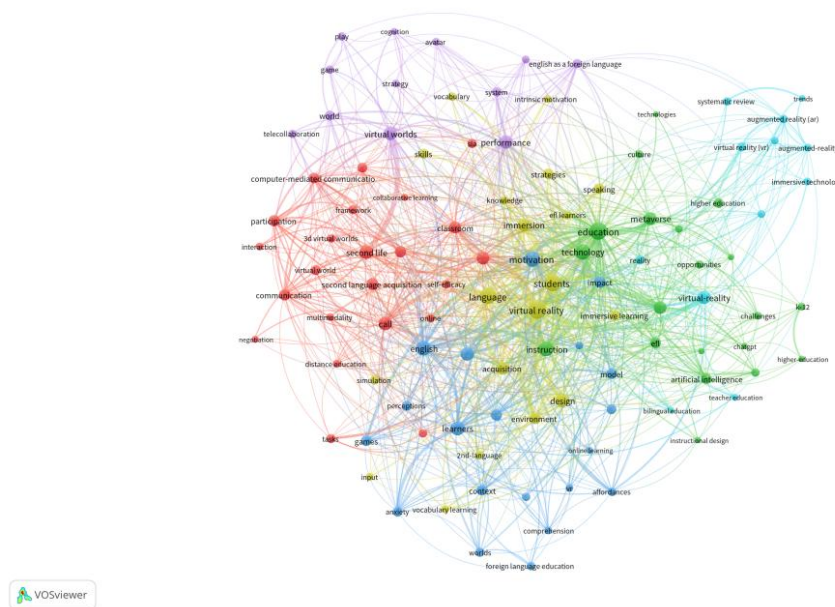 play
cognition
avatar
english as a foreign language
game
strategy
system
vocabulary
intrinsic motivation
systematic review
trends
world
technologies
augmented reality (ar)
telecollaboration
virtual worlds
performance
skills
culture
virtual reality (vr)
augmented-reality
computer-mediated communicatio
strategies
immersive technolo
collaborative learning
knowledge
speaking
framework
efl learners
higher education
participation
classroom
immersion
education
metaverse
3d virtual worlds
interaction
second life
technology
motivation
reality
opportunities
virtual world
second language acquisition
self-efficacy
students
impact
communication
language
virtual-reality
multimodality
online
virtual reality
immersive learning
challenges
k-12
call
negotiation
english
instruction
efl
chatgpt
distance education
higher-education
simulation
acquisition
model
artificial intelligence
teacher education
perceptions
design
bilingual education
environment
learners
tasks
games
instructional design
2nd-language
online learning
input
context
vr
affordances
anxiety
vocabulary learning
comprehension
worlds
foreign language education
VOSviewer